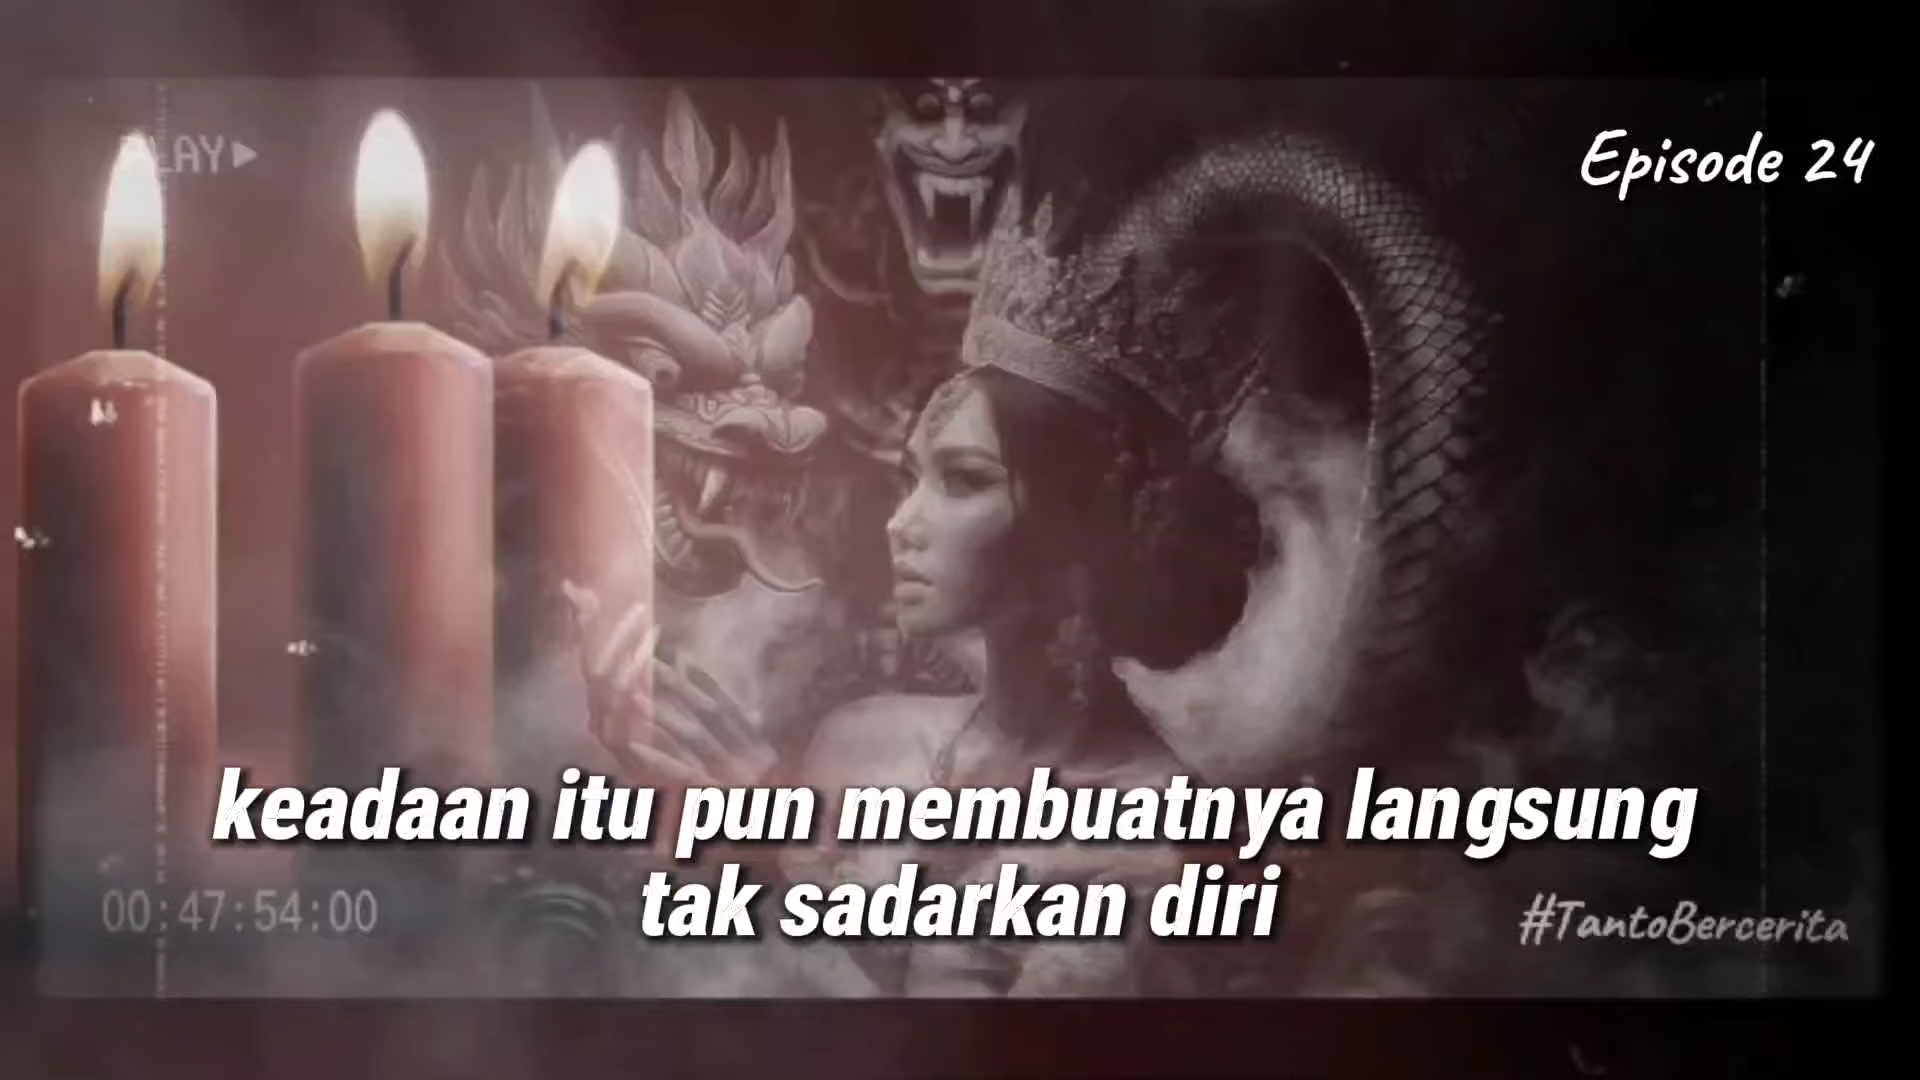 PLAY▶
Episode 24
keadaan itu pun membuatnya langsung
tak sadarkan diri
00:47:54:00
#TantoBercerita